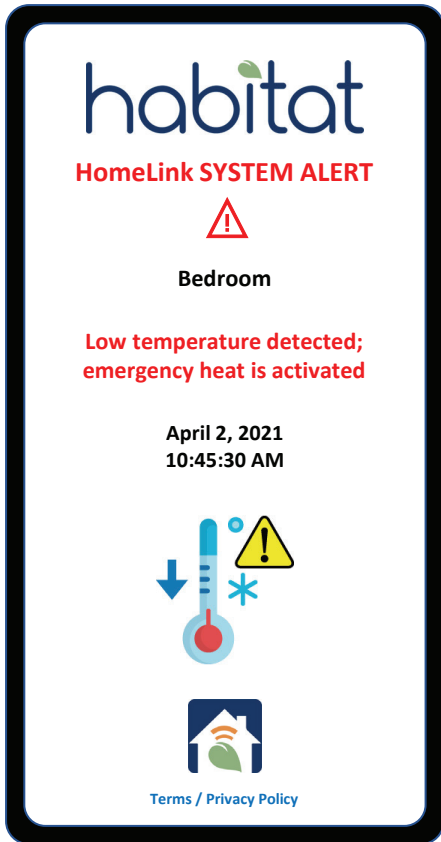 habitat
HomeLink SYSTEM ALERT
Bedroom
Low temperature detected;
emergency heat is activated
April 2, 2021
10:45:30 AM
Terms / Privacy Policy